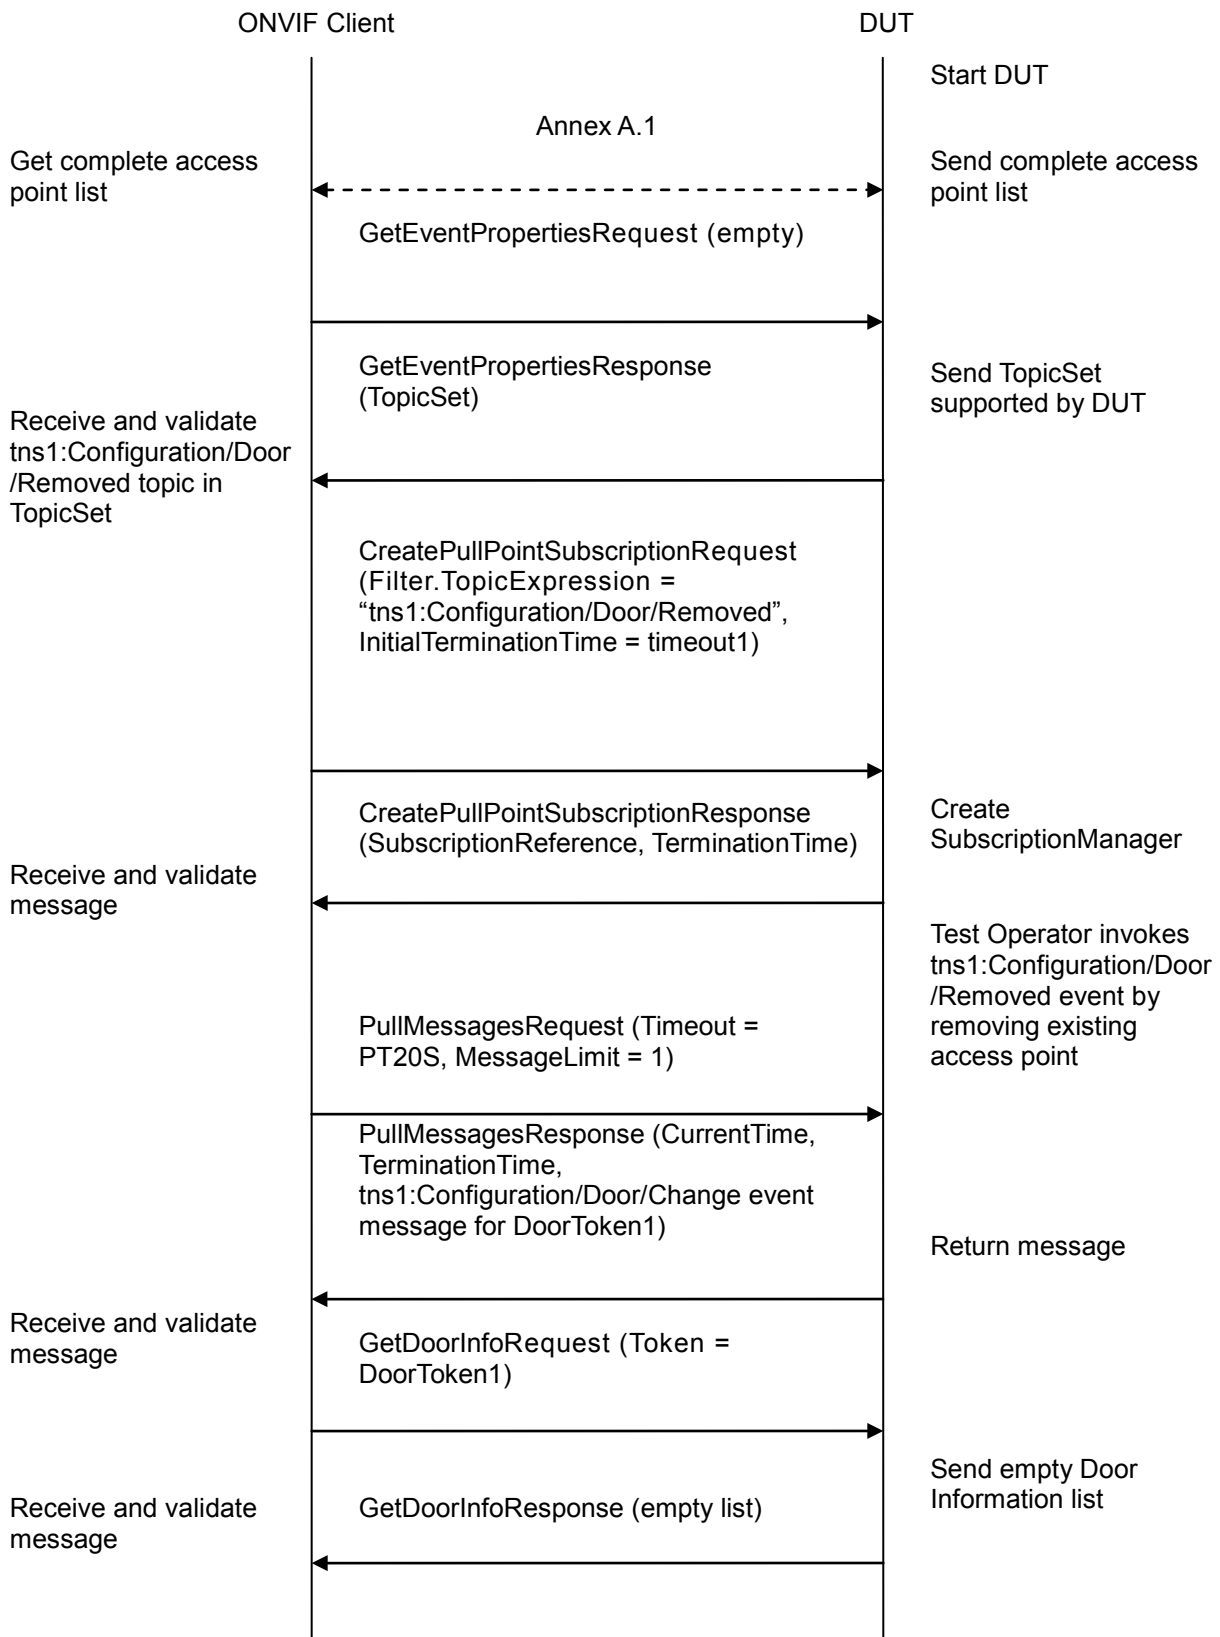 ONVIF Client
DUT
Start DUT
Annex A.1
Get complete access
point list
Send complete access
point list
GetEventPropertiesRequest (empty)
GetEventPropertiesResponse
(TopicSet)
Send TopicSet
supported by DUT
Receive and validate
tns1:Configuration/Door
/Removed topic in
TopicSet
CreatePullPointSubscriptionRequest
(Filter.TopicExpression =
“tns1:Configuration/Door/Removed”,
InitialTerminationTime = timeout1)
CreatePullPointSubscriptionResponse
(SubscriptionReference, TerminationTime)
Create
SubscriptionManager
Receive and validate
message
Test Operator invokes
tns1:Configuration/Door
/Removed event by
removing existing
access point
PullMessagesRequest (Timeout =
PT20S, MessageLimit = 1)
PullMessagesResponse (CurrentTime,
TerminationTime,
tns1:Configuration/Door/Change event
message for DoorToken1)
Return message
Receive and validate
message
GetDoorInfoRequest (Token =
DoorToken1)
Send empty Door
Information list
Receive and validate
message
GetDoorInfoResponse (empty list)